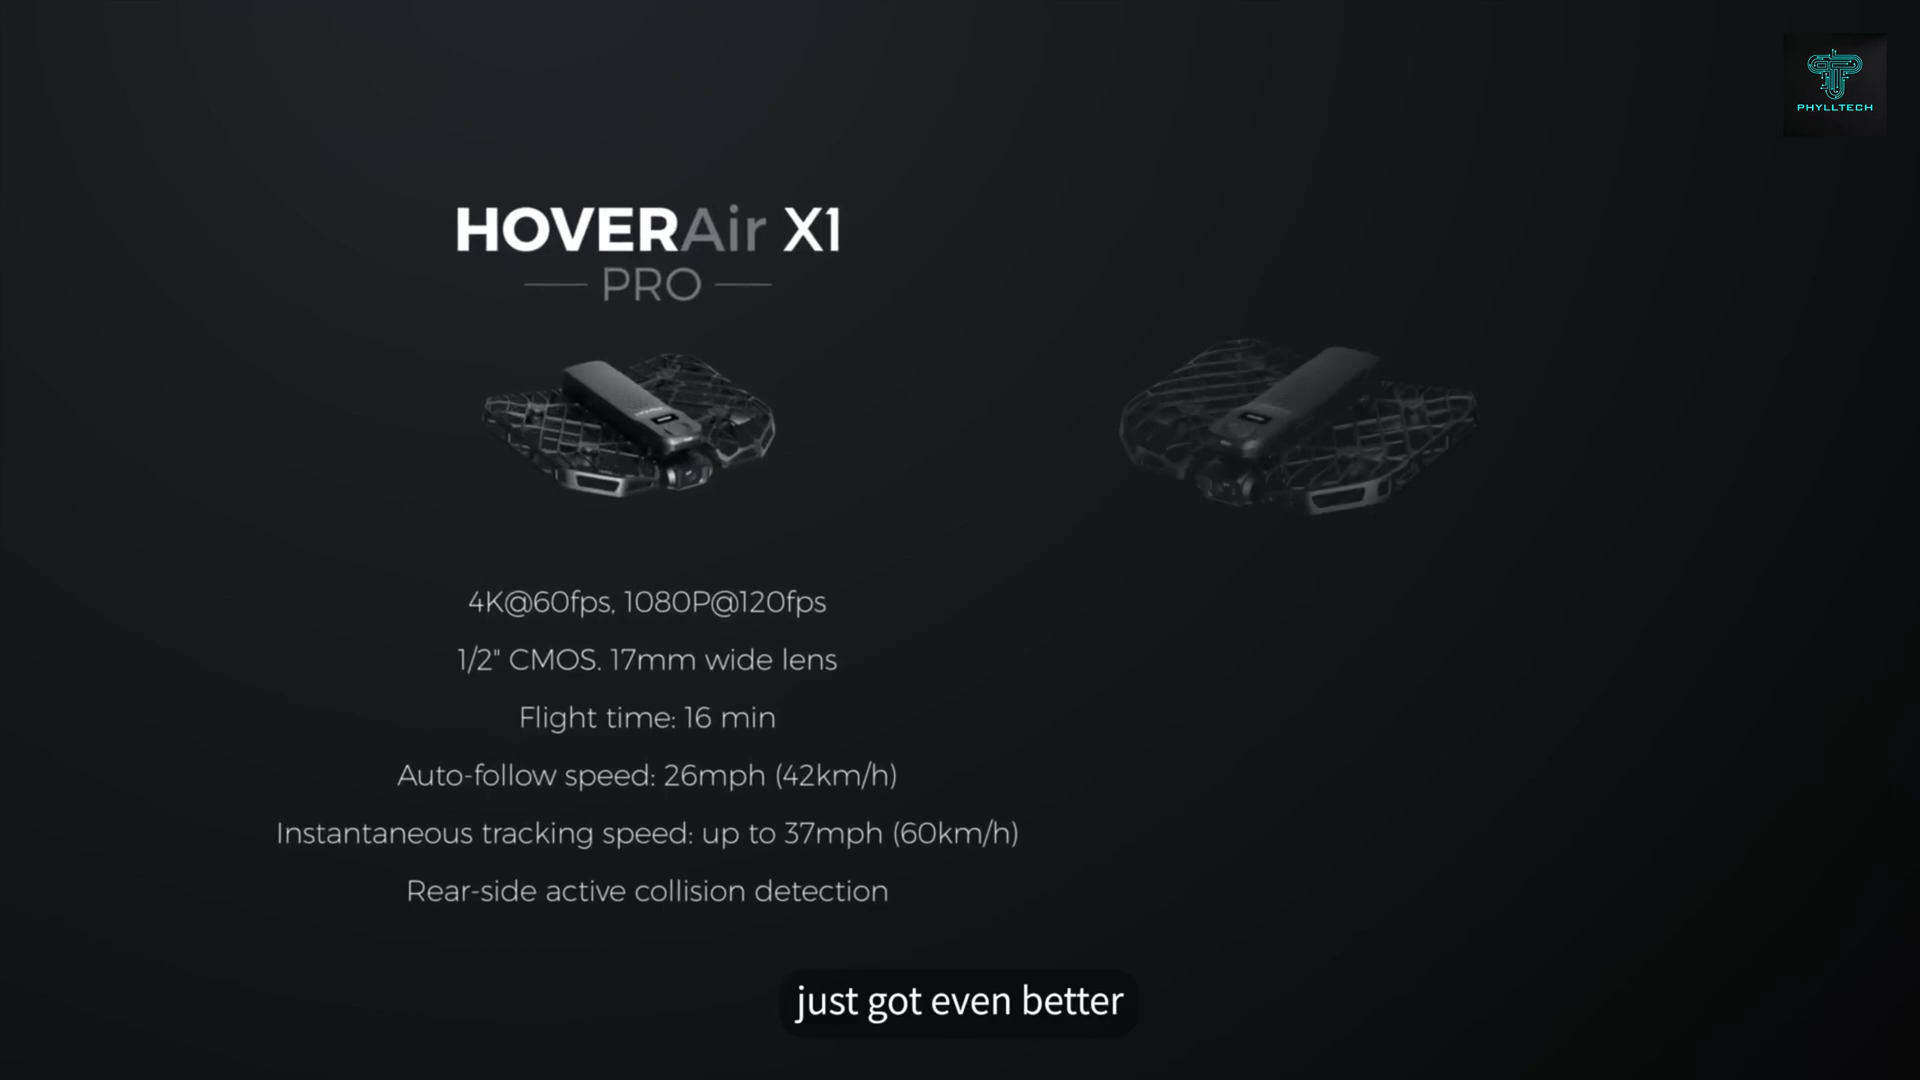 PHYLLTECH
HOVERAir X1
PRO
4K@60fps, 1080P@120fps
1/2" CMOS. 17mm wide lens
Flight time: 16 min
Auto-follow speed: 26mph (42km/h)
Instantaneous tracking speed: up to 37mph (60km/h)
Rear-side active collision detection
just got even better